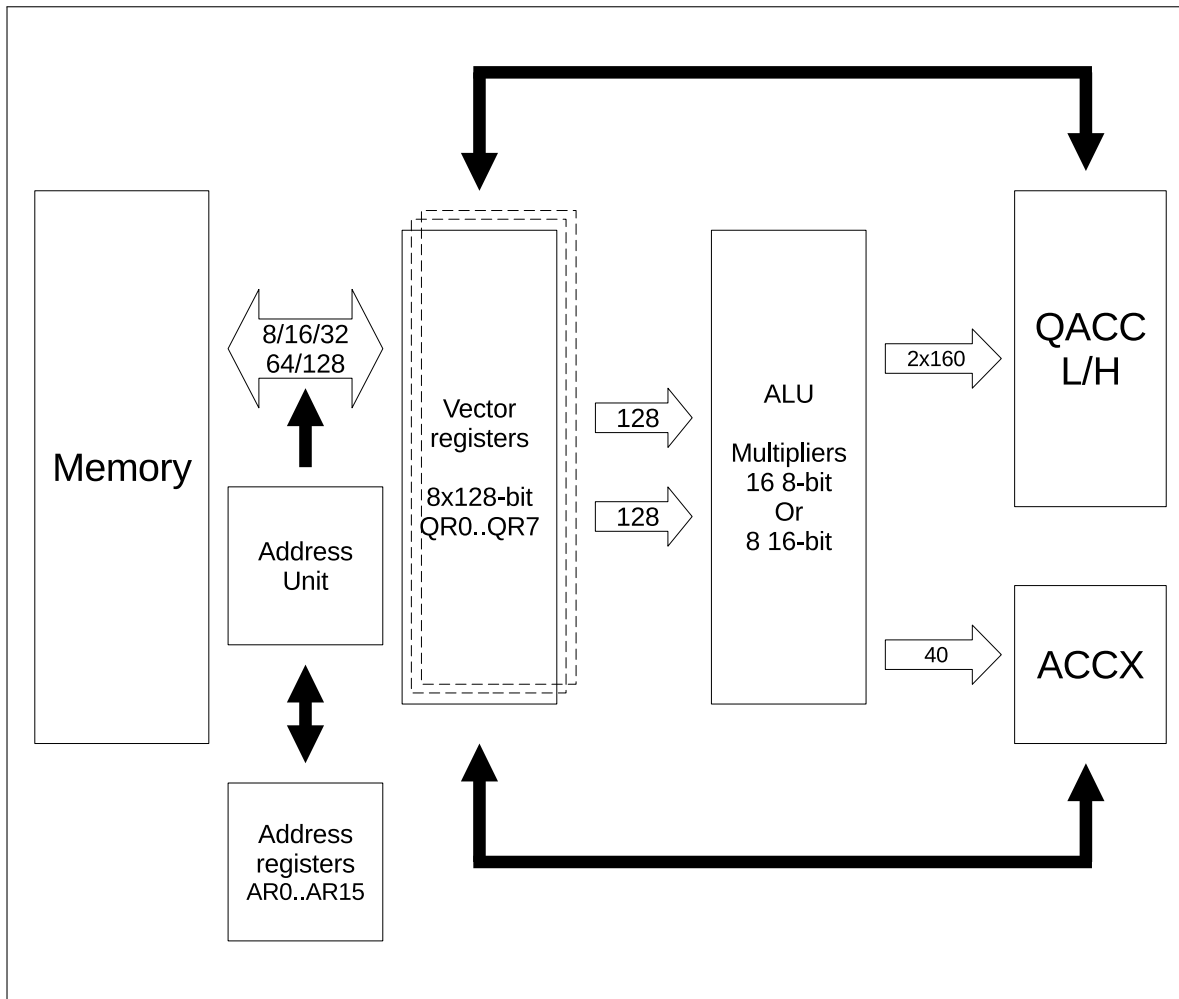 Memory
8/16/32
64/128
Address
Unit
Address
registers
AR0..AR15
Vector
registers
8x128-bit
QR0..QR7
128
128
ALU
Multipliers
16 8-bit
Or
8 16-bit
2x160
40
QACC
L/H
ACCX